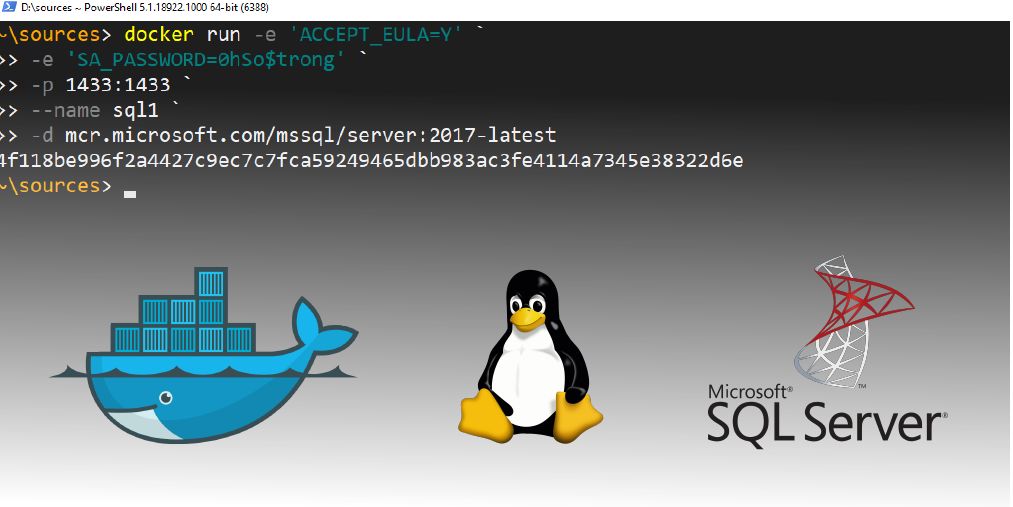 D:\sources ~ PowerShell 5.1.18922.1000 64-bit (6388)
~\sources> docker run -e 'ACCEPT_EULA=Y' `
>> -e 'SA_PASSWORD=0hSo$trong' `
>> -p 1433:1433 `
>> --name sql1 `
>> -d mcr.microsoft.com/mssql/server:2017-latest
4f118be996f2a4427c9ec7c7fca59249465dbb983ac3fe4114a7345e38322d6e
~\sources>
Microsoft®
SQL Server®
™